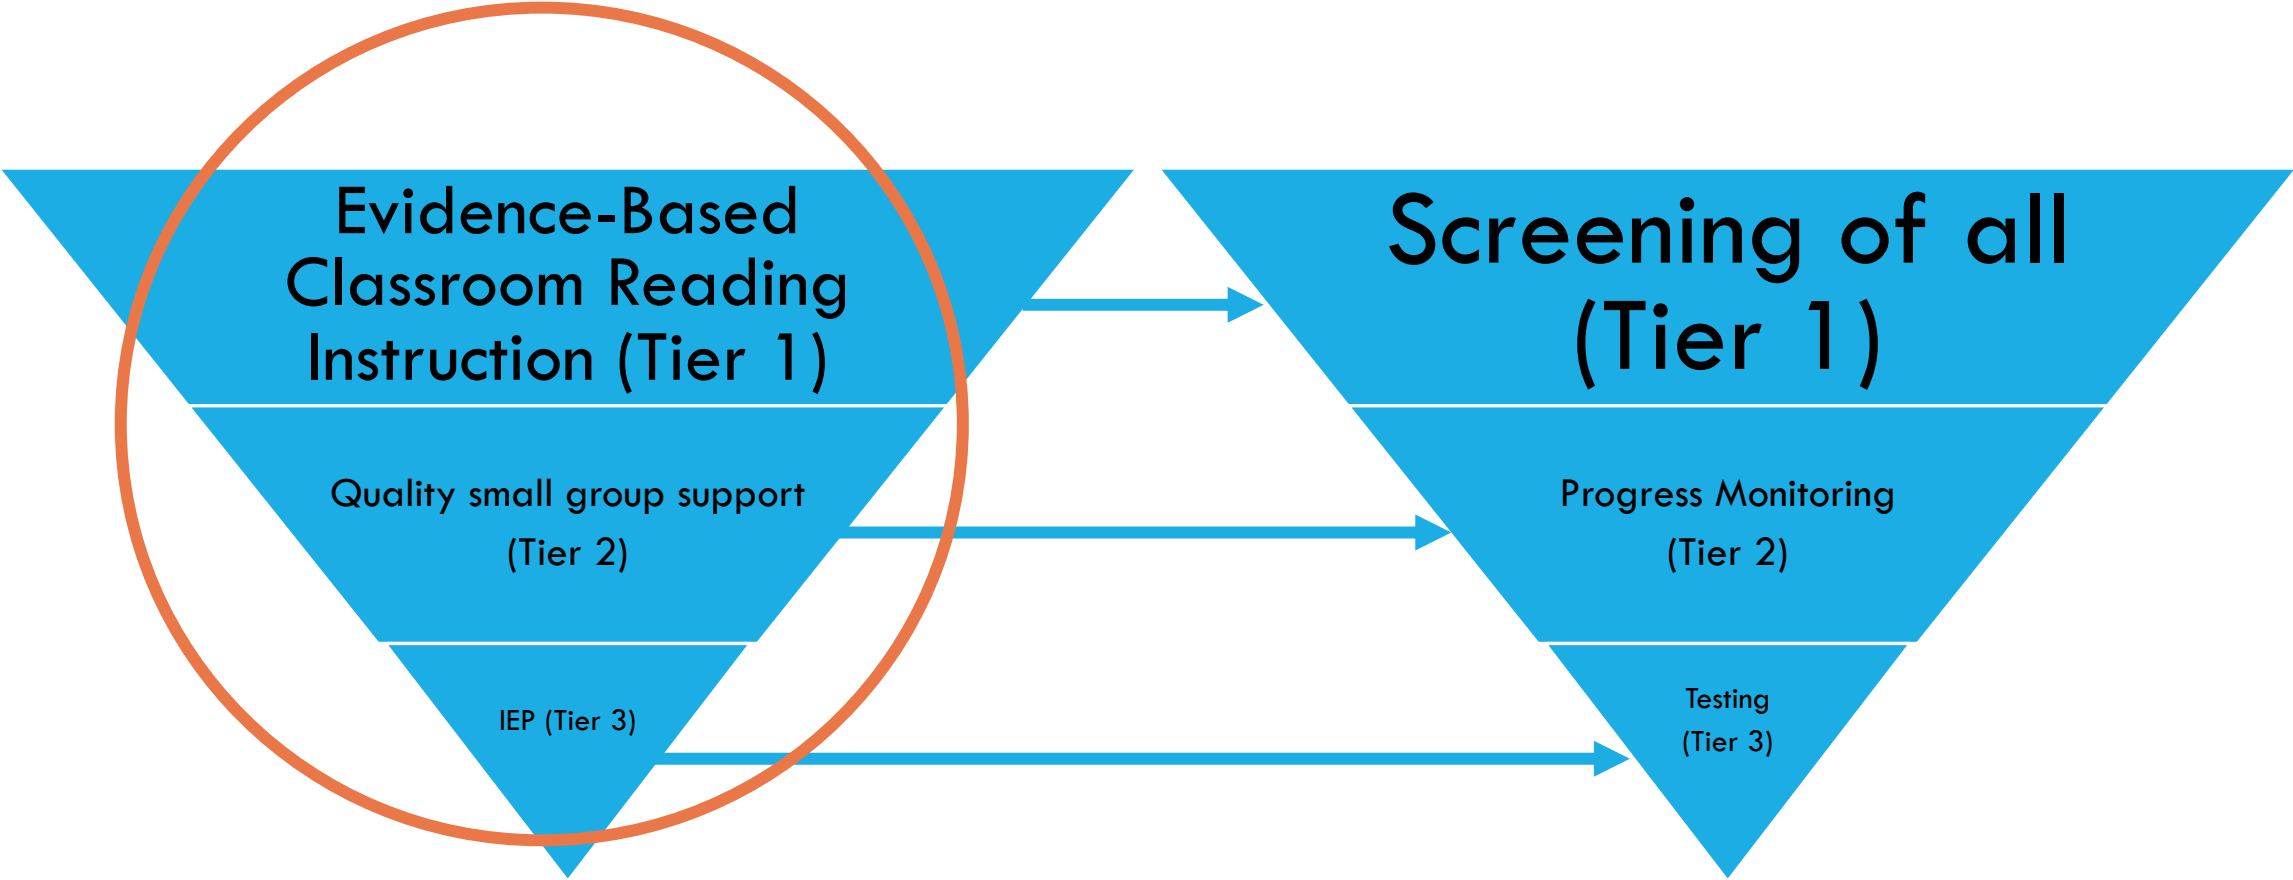 Evidence-Based
Classroom Reading
Instruction (Tier 1)
Quality small group support
(Tier 2)
IEP (Tier 3)
Screening of all
(Tier 1)
Progress Monitoring
(Tier 2)
Testing
(Tier 3)